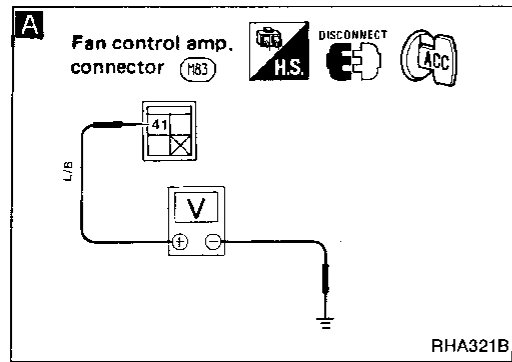 A
Fan control amp.
connector M83
H.S.
DISCONNECT
ACC
41
L/B
V
+ −
RHA321B